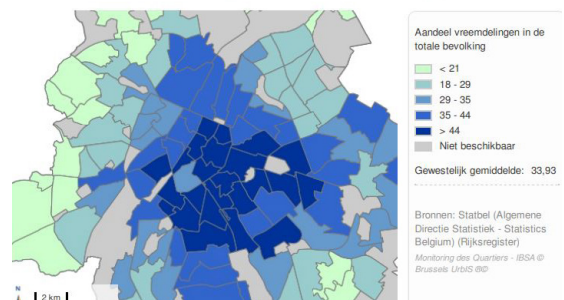 Aandeel vreemdelingen in de
totale bevolking
< 21
18 - 29
29 - 35
35 - 44
> 44
Niet beschikbaar
Gewestelijk gemiddelde: 33,93
Bronnen: Statbel (Algemene
Directie Statistiek - Statistics
Belgium) (Rijksregister)
Monitoring des Quartiers - IBSA ©
Brussels UrbIS ®©
N
2 km